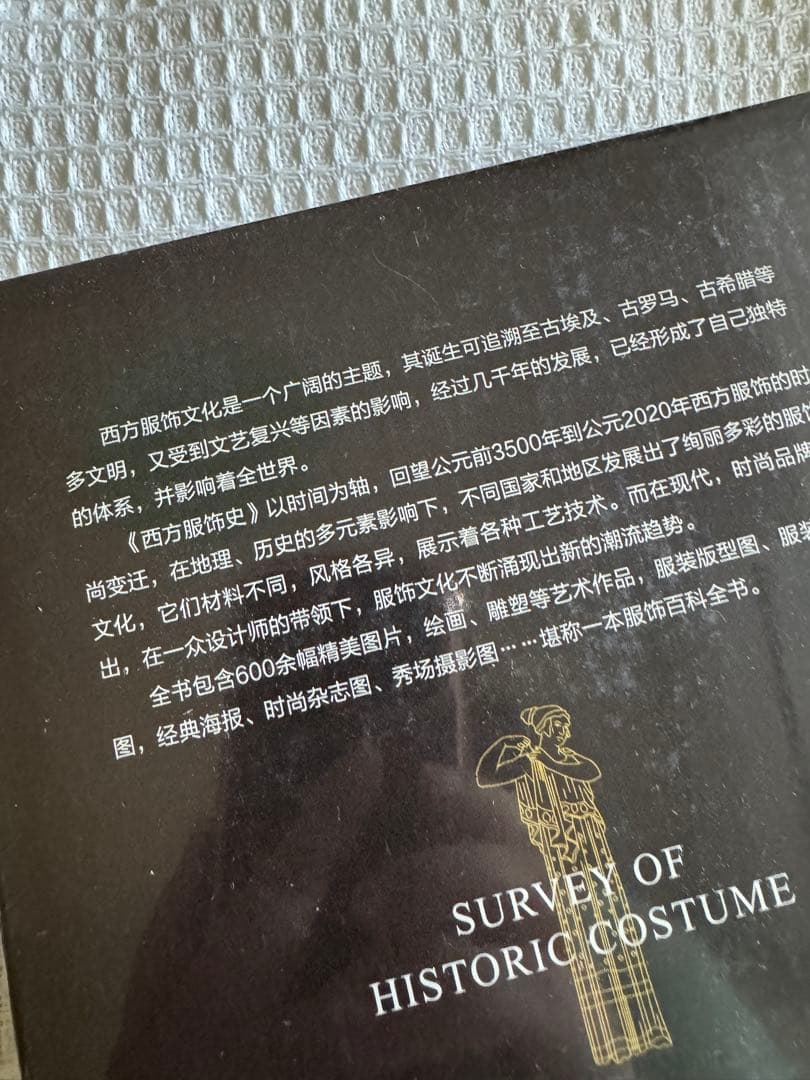 西方服饰文化是一个广阔的主题，其诞生可追溯至古埃及、古罗马、古希腊等
多文明，又受到文艺复兴等因素的影响，经过几千年的发展，已经形成了自己独特
的体系，并影响着全世界。
《西方服饰史》以时间为轴，回望公元前3500年到公元2020年西方服饰的时
尚变迁，在地理、历史的多元素影响下，不同国家和地区发展出了绚丽多彩的服
文化，它们材料不同，风格各异，展示着各种工艺技术。而在现代，时尚品牌
出，在一众设计师的带领下，服饰文化不断涌现出新的潮流趋势。
全书包含600余幅精美图片，绘画、雕塑等艺术作品，服装版型图、服装
图，经典海报、时尚杂志图、秀场摄影图……堪称一本服饰百科全书。
SURVEY OF
HISTORIC COSTUME